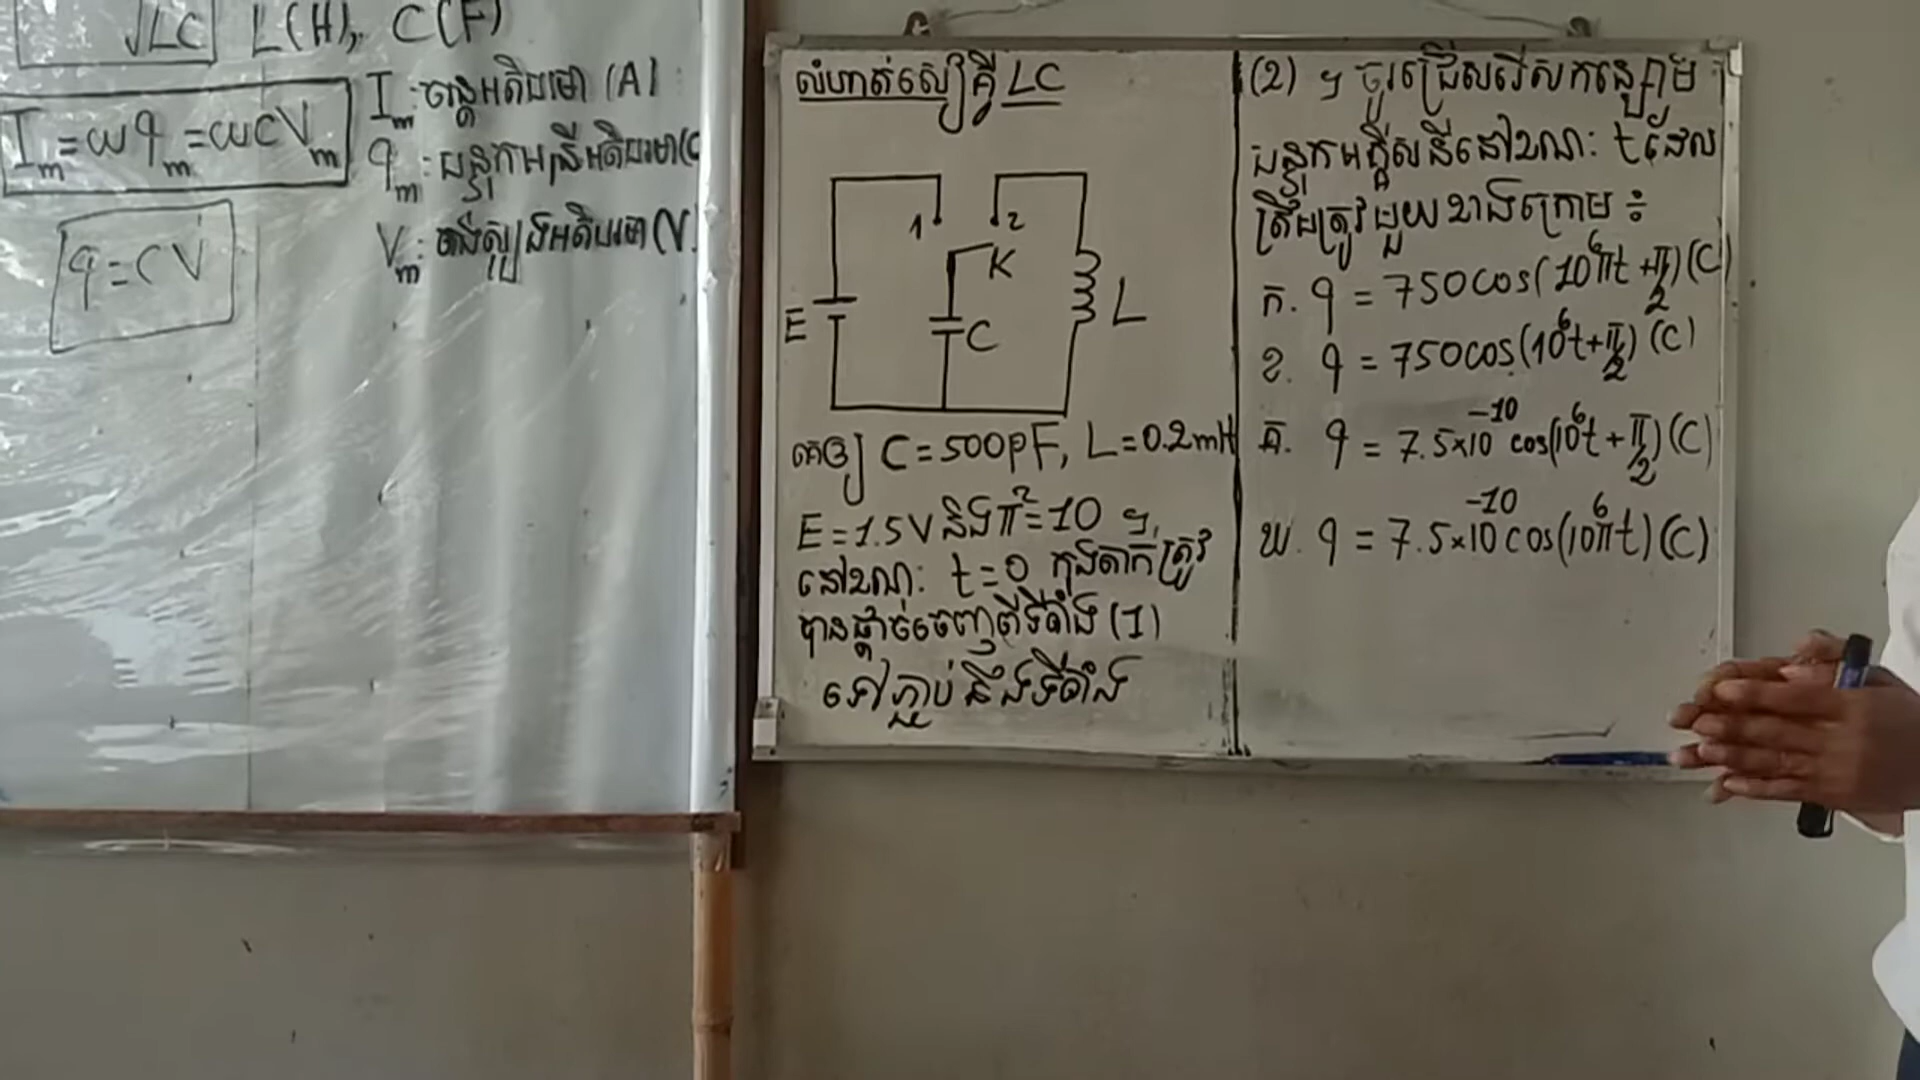 √LC L(H), C(F)
Iₘ = ωqₘ = ωCVₘ
Iₘ: ចរន្តអតិបរមា (A)
qₘ: បន្ទុកអគ្គិសនីអតិបរមា (C
Vₘ: តង់ស្យុងអតិបរមា (V
q = CV
លំហាត់សៀគ្វី LC
1 2
K
E C L
គេឲ្យ C = 500pF, L = 0.2mH
E = 1.5V និង π² = 10 ។
នៅខណៈ t = 0 កុងតាក់ត្រូវ
បានផ្តាច់ចេញពីទីតាំង (1)
ទៅភ្ជាប់នឹងទីតាំង
(2) ។ ចូរជ្រើសរើសកន្សោម
បន្ទុកអគ្គិសនីនៅខណៈ t ដែល
ត្រឹមត្រូវមួយខាងក្រោម ៖
ក. q = 750cos(10⁶πt + π/2) (C)
ខ. q = 750cos(10⁶t + π/2) (C)
គ. q = 7.5×10⁻¹⁰ cos(10⁶t + π/2) (C)
ឃ. q = 7.5×10⁻¹⁰ cos(10⁶πt) (C)